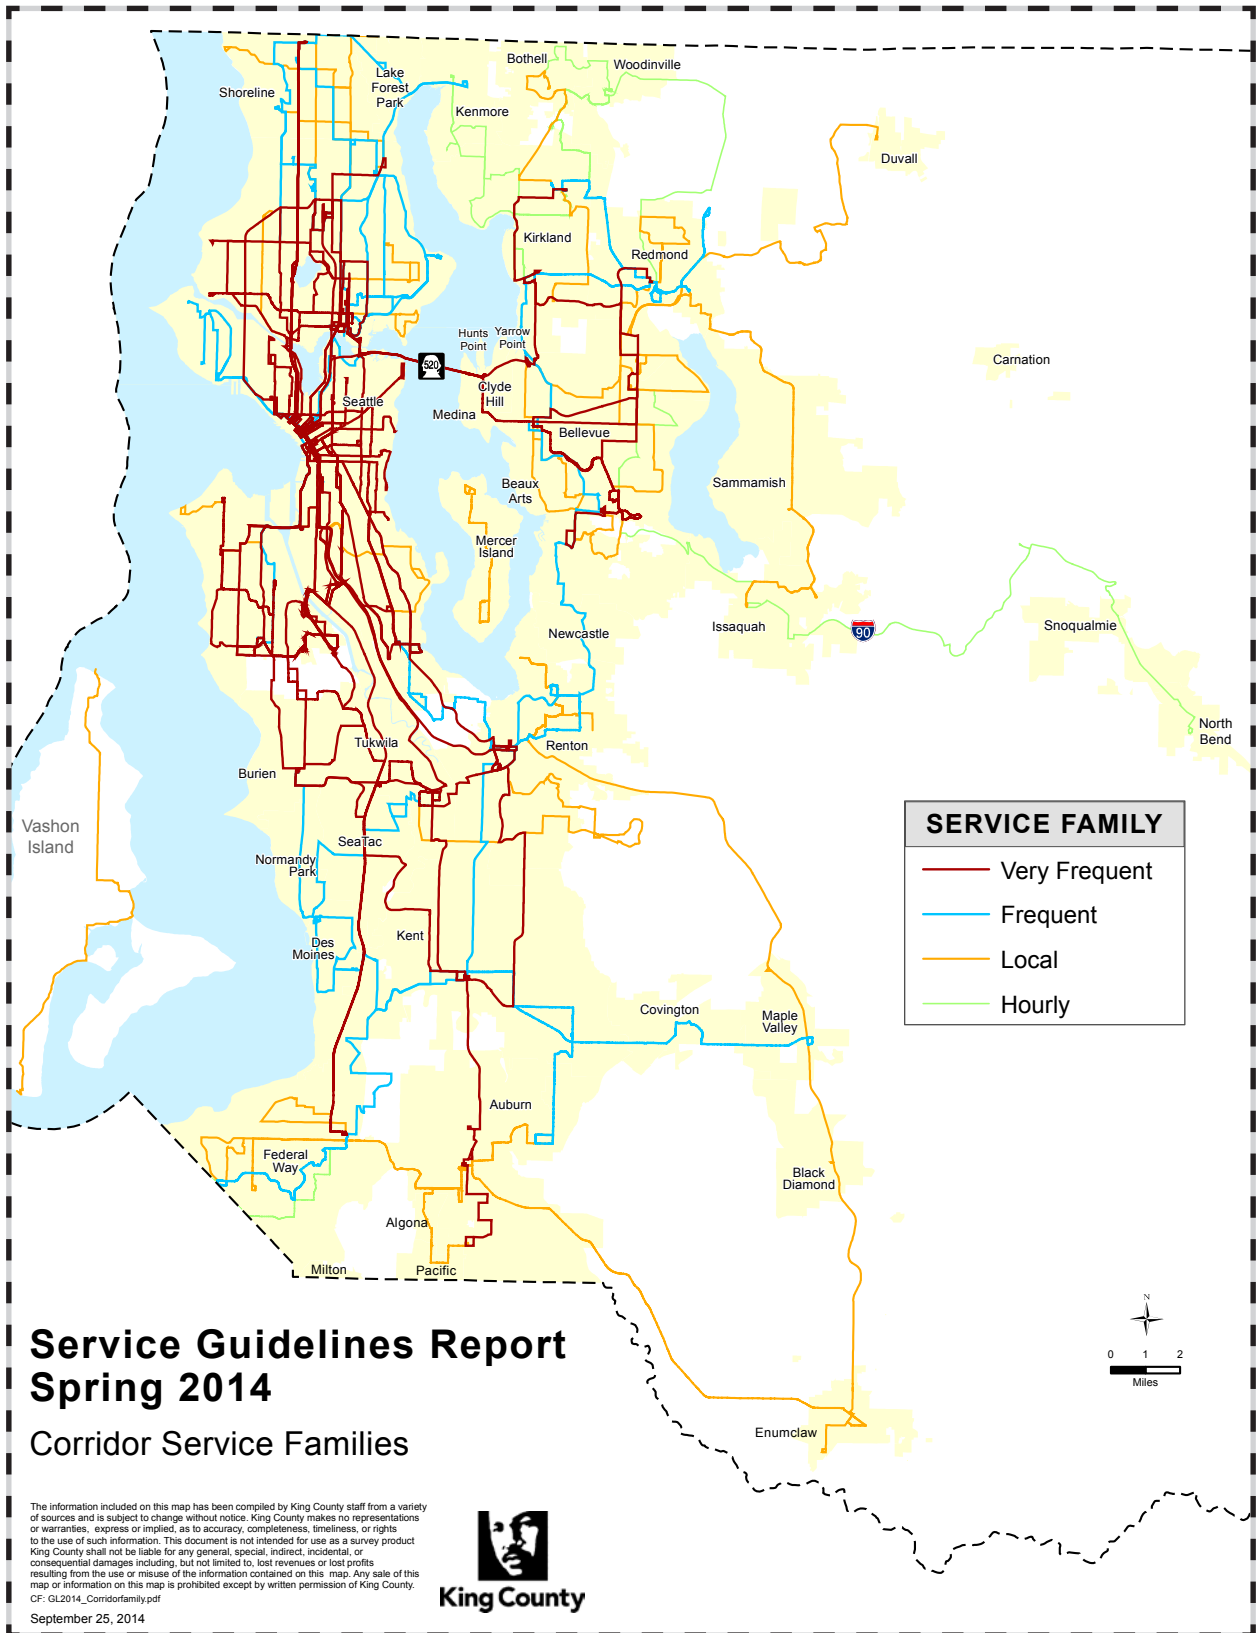 Bothell
Woodinville
Lake
Forest
Park
Shoreline
Kenmore
Duvall
Kirkland
Redmond
Hunts
Point
Yarrow
Point
520
Carnation
Clyde
Hill
Seattle
Medina
Bellevue
Beaux
Arts
Sammamish
Mercer
Island
Newcastle
Issaquah
90
Snoqualmie
North
Bend
Tukwila
Renton
Burien
Vashon
Island
SeaTac
Normandy
Park
Kent
Des
Moines
SERVICE FAMILY
Very Frequent
Frequent
Local
Hourly
Covington
Maple
Valley
Auburn
Federal
Way
Black
Diamond
Algona
Milton
Pacific
N
0 1 2
Miles
Enumclaw
Service Guidelines Report
Spring 2014
Corridor Service Families
The information included on this map has been compiled by King County staff from a variety
of sources and is subject to change without notice. King County makes no representations
or warranties, express or implied, as to accuracy, completeness, timeliness, or rights
to the use of such information. This document is not intended for use as a survey product
King County shall not be liable for any general, special, indirect, incidental, or
consequential damages including, but not limited to, lost revenues or lost profits
resulting from the use or misuse of the information contained on this map. Any sale of this
map or information on this map is prohibited except by written permission of King County.
CF: GL2014_Corridorfamily.pdf
September 25, 2014
King County